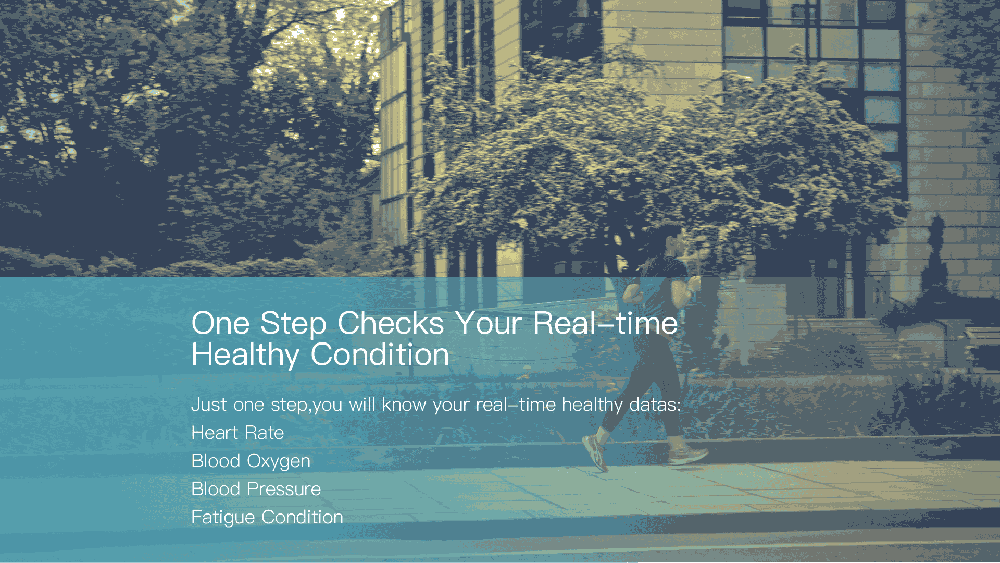 One Step Checks Your Real-time
Healthy Condition
Just one step,you will know your real-time healthy datas:
Heart Rate
Blood Oxygen
Blood Pressure
Fatigue Condition